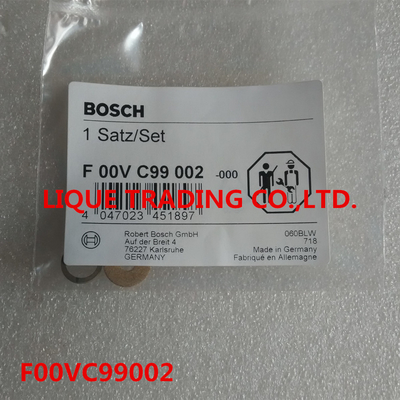 BOSCH
1 Satz/Set
F 00V C99 002 -000
LIQUE TRADING CO.,LTD.
4 047023 451897
Robert Bosch GmbH
Auf der Breit 4
76227 Karlsruhe
GERMANY
060BLW
718
Made in Germany
Fabriqué en Allemagne
F00VC99002